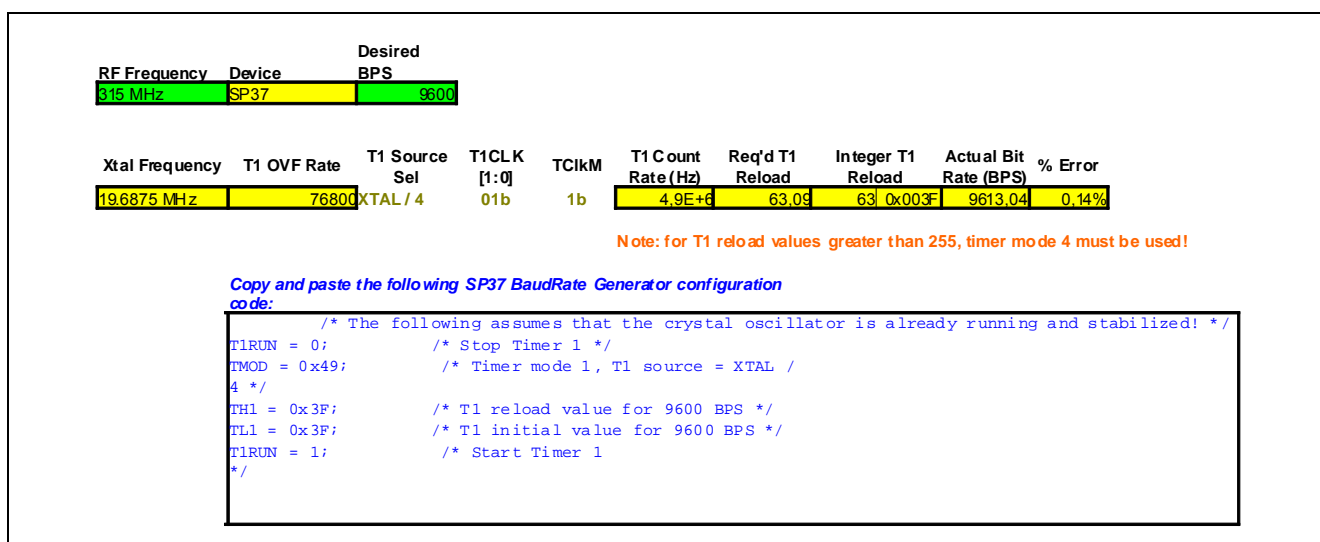 Desired
RF Frequency Device BPS
315 MHz SP37 9600
T1 Source T1CLK T1 Count Req'd T1 Integer T1 Actual Bit
Xtal Frequency T1 OVF Rate Sel [1:0] TClkM Rate (Hz) Reload Reload Rate (BPS) % Error
19.6875 MHz 76800 XTAL / 4 01b 1b 4,9E+6 63,09 63 0x003F 9613,04 0,14%
Note: for T1 reload values greater than 255, timer mode 4 must be used!
Copy and paste the following SP37 BaudRate Generator configuration
code:
/* The following assumes that the crystal oscillator is already running and stabilized! */
T1RUN = 0; /* Stop Timer 1 */
TMOD = 0x49; /* Timer mode 1, T1 source = XTAL /
4 */
TH1 = 0x3F; /* T1 reload value for 9600 BPS */
TL1 = 0x3F; /* T1 initial value for 9600 BPS */
T1RUN = 1; /* Start Timer 1
*/